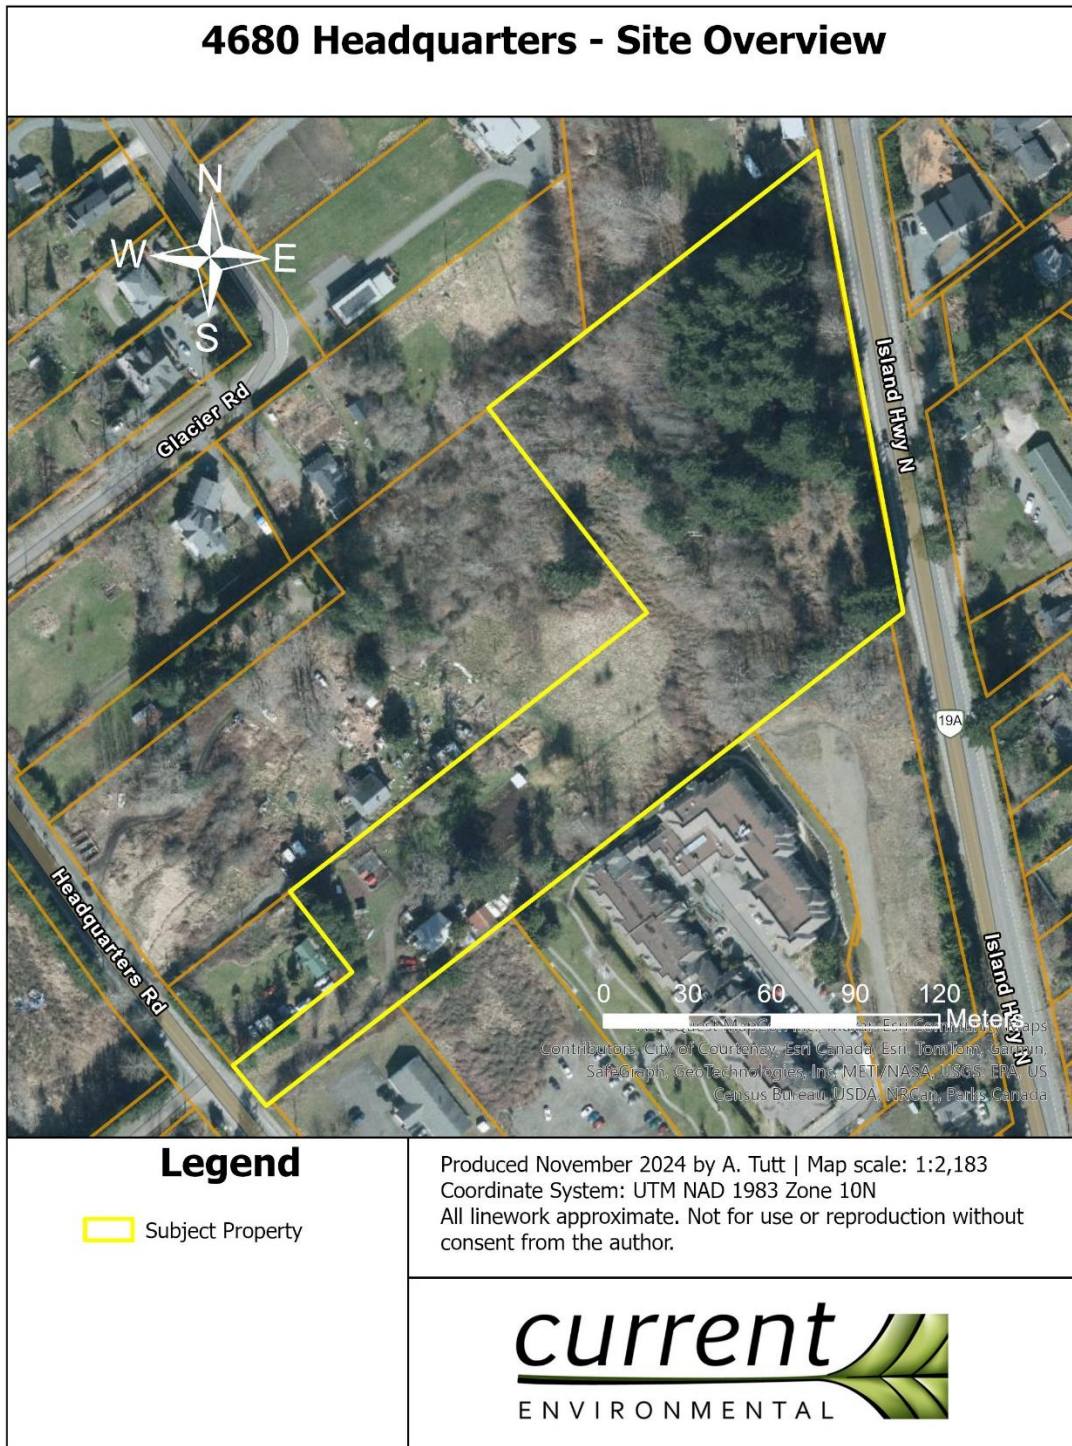 4680 Headquarters - Site Overview
N
W
E
S
Glacier Rd
Island Hwy N
19A
Headquarters Rd
Island Hwy N
0 30 60 90 120
Meters
Esri Community Maps
Contributors, City of Courtenay, Esri Canada, Esri, TomTom, Garmin,
SafeGraph, GeoTechnologies, Inc, METI/NASA, USGS, EPA, US
Census Bureau, USDA, NRCan, Parks Canada
Legend
Subject Property
Produced November 2024 by A. Tutt | Map scale: 1:2,183
Coordinate System: UTM NAD 1983 Zone 10N
All linework approximate. Not for use or reproduction without
consent from the author.
current
ENVIRONMENTAL